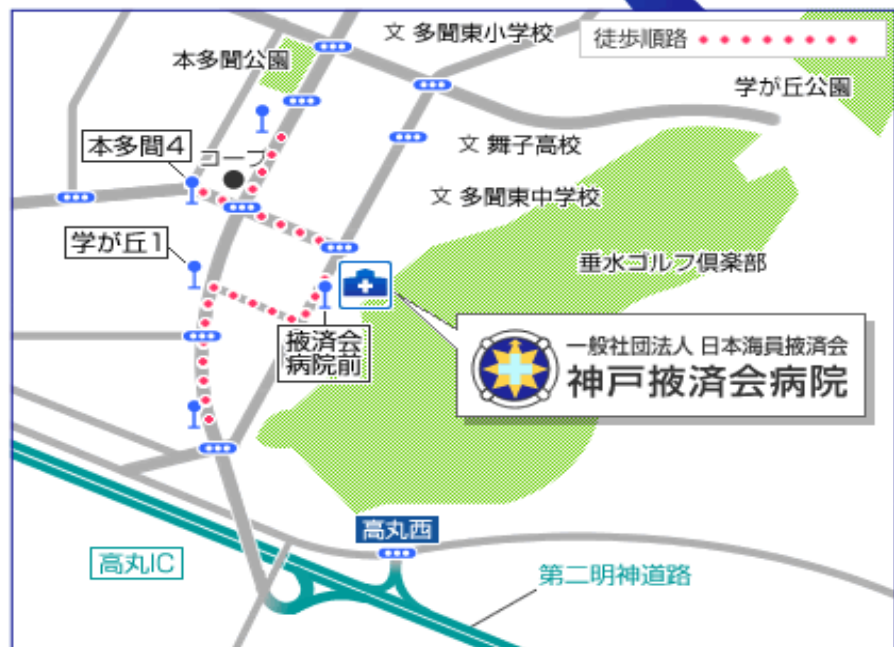 文 多聞東小学校
徒歩順路
本多聞公園
学が丘公園
本多聞4
コープ
文 舞子高校
文 多聞東中学校
学が丘1
垂水ゴルフ倶楽部
掖済会
病院前
一般社団法人 日本海員掖済会
神戸掖済会病院
高丸西
高丸IC
第二明神道路